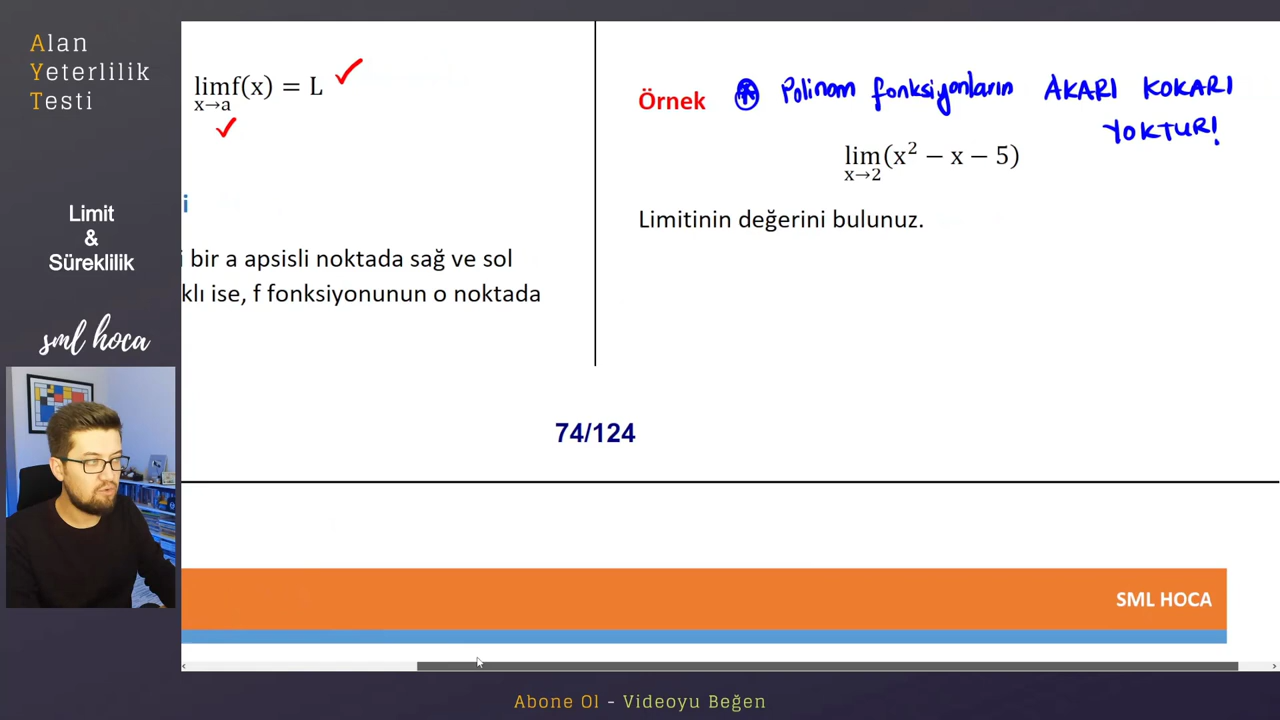 Alan
Yeterlilik
Testi
Limit
&
Süreklilik
sml hoca
limf(x) = L
x→a
i
i bir a apsisli noktada sağ ve sol
klı ise, f fonksiyonunun o noktada
Örnek
Polinom fonksiyonların AKARI KOKARI
YOKTUR!
lim(x² − x − 5)
x→2
Limitinin değerini bulunuz.
74/124
SML HOCA
Abone Ol - Videoyu Beğen